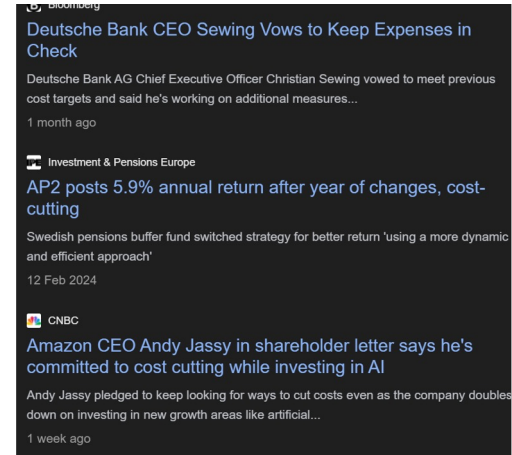 Bloomberg
Deutsche Bank CEO Sewing Vows to Keep Expenses in
Check
Deutsche Bank AG Chief Executive Officer Christian Sewing vowed to meet previous
cost targets and said he's working on additional measures...
1 month ago
Investment & Pensions Europe
AP2 posts 5.9% annual return after year of changes, cost-
cutting
Swedish pensions buffer fund switched strategy for better return 'using a more dynamic
and efficient approach'
12 Feb 2024
CNBC
Amazon CEO Andy Jassy in shareholder letter says he's
committed to cost cutting while investing in AI
Andy Jassy pledged to keep looking for ways to cut costs even as the company doubles
down on investing in new growth areas like artificial...
1 week ago